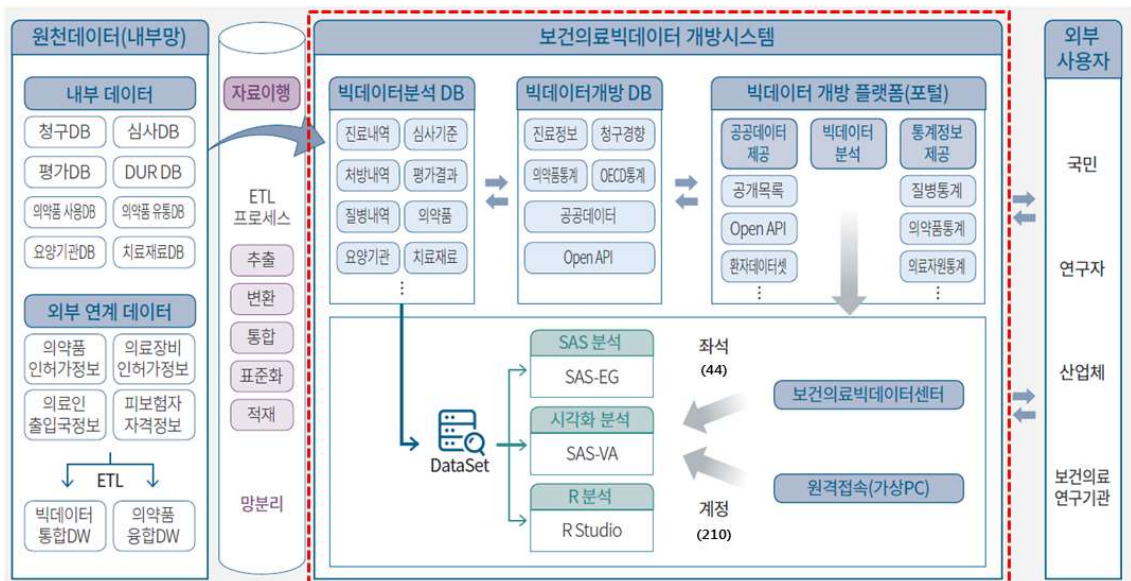 원천데이터(내부망)
내부 데이터
청구DB
심사DB
평가DB
DUR DB
의약품 사용DB
의약품 유통DB
요양기관DB
치료재료DB
외부 연계 데이터
의약품
인허가정보
의료장비
인허가정보
의료인
출입국정보
피보험자
자격정보
ETL
빅데이터
통합DW
의약품
융합DW
자료이행
ETL
프로세스
추출
변환
통합
표준화
적재
망분리
보건의료빅데이터 개방시스템
빅데이터분석 DB
진료내역
심사기준
처방내역
평가결과
질병내역
의약품
요양기관
치료재료
빅데이터개방 DB
진료정보
청구경향
의약품통계
OECD통계
공공데이터
Open API
빅데이터 개방 플랫폼(포털)
공공데이터
제공
빅데이터
분석
통계정보
제공
공개목록
Open API
환자데이터셋
질병통계
의약품통계
의료자원통계
DataSet
SAS 분석
SAS-EG
시각화 분석
SAS-VA
R 분석
R Studio
좌석
(44)
보건의료빅데이터센터
원격접속(가상PC)
계정
(210)
외부
사용자
국민
연구자
산업체
보건의료
연구기관